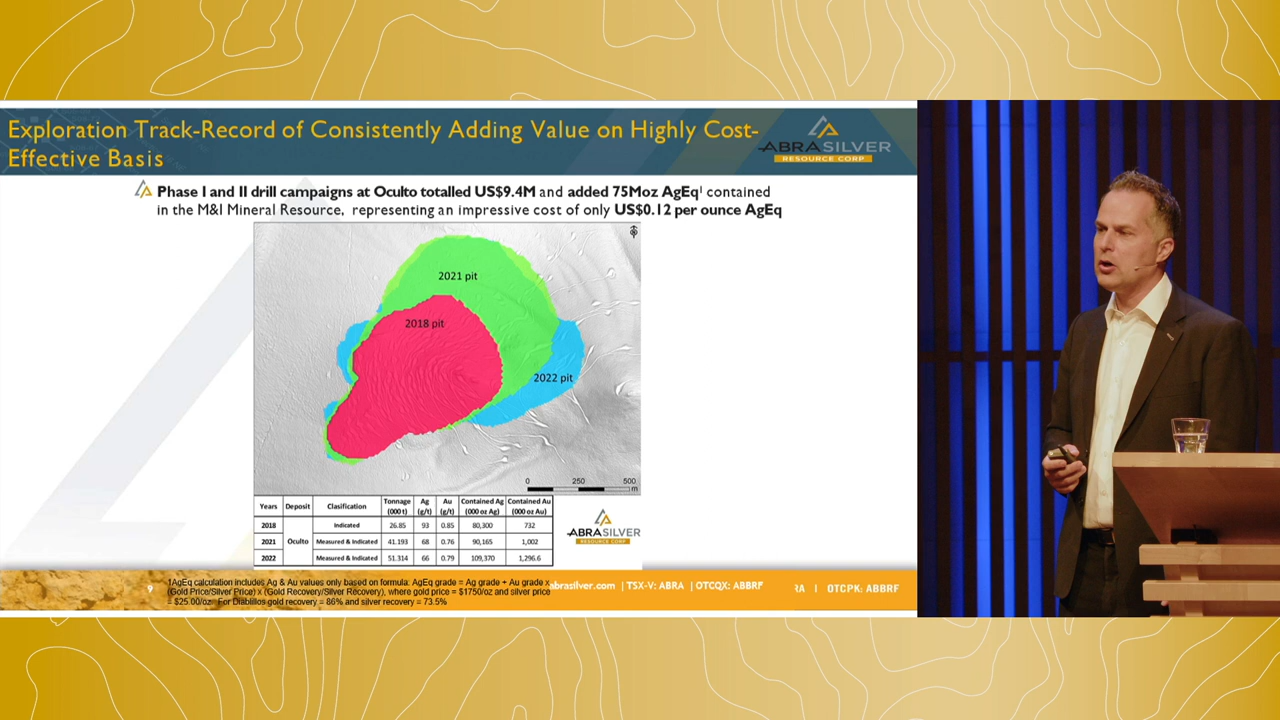 Exploration Track-Record of Consistently Adding Value on Highly Cost-
Effective Basis
ABRASILVER
RESOURCE CORP
Phase I and II drill campaigns at Oculto totalled US$9.4M and added 75Moz AgEq¹ contained
in the M&I Mineral Resource, representing an impressive cost of only US$0.12 per ounce AgEq
2021 pit
2018 pit
2022 pit
0 250 500
m
Years Deposit Clasification Tonnage (000 t) Ag (g/t) Au (g/t) Contained Ag (000 oz Ag) Contained Au (000 oz Au)
2018 Indicated 26.85 93 0.85 80,300 732
2021 Oculto Measured & Indicated 41.193 68 0.76 90,165 1,002
2022 Measured & Indicated 51.314 66 0.79 109,370 1,296.6
ABRASILVER
RESOURCE CORP
9
1AgEq calculation includes Ag & Au values only based on formula: AgEq grade = Ag grade + Au grade x
(Gold Price/Silver Price) x (Gold Recovery/Silver Recovery), where gold price = $1750/oz and silver price
= $25.00/oz. For Diablillos gold recovery = 86% and silver recovery = 73.5%
abrasilver.com | TSX-V: ABRA | OTCQX: ABBRF
RA | OTCPK: ABBRF